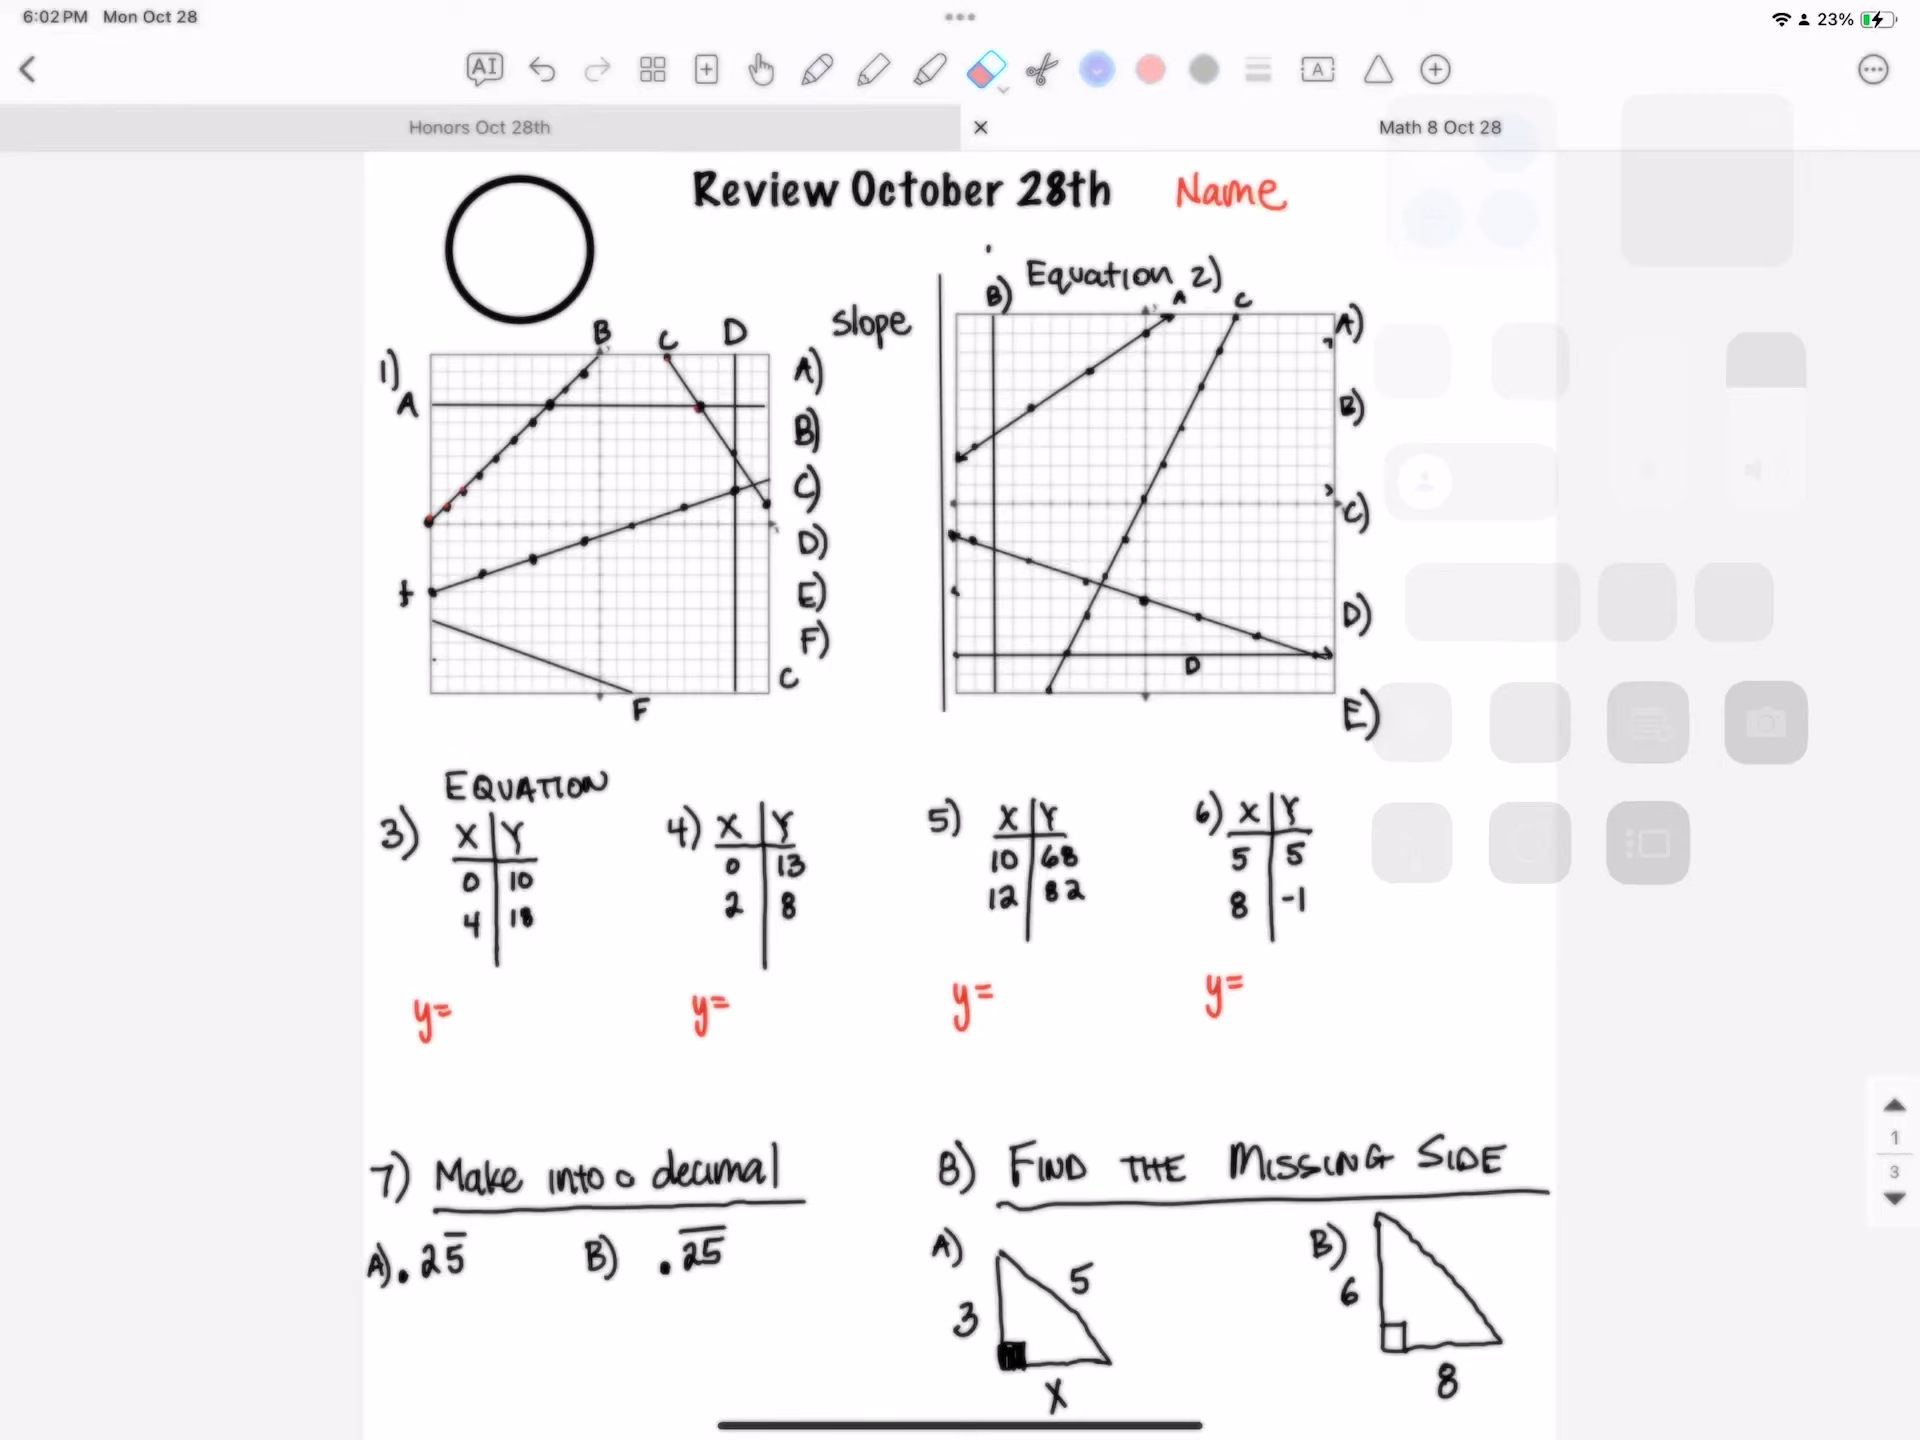 6:02 PM Mon Oct 28
23%
AI
A
Honors Oct 28th
Math 8 Oct 28
Review October 28th Name
1)
B
C
D
A
F
C
slope
A)
B)
C)
D)
E)
F)
Equation 2)
B)
A
C
D
A)
B)
C)
D)
E)
EQUATION
3) X Y
0 10
4 18
y=
4) X Y
0 13
2 8
y=
5) X Y
10 68
12 82
y=
6) X Y
5 5
8 -1
y=
7) Make into a decimal
A) .25̅
B) .2̅5̅
8) FIND THE MISSING SIDE
A)
3
5
X
B)
6
8
1
3